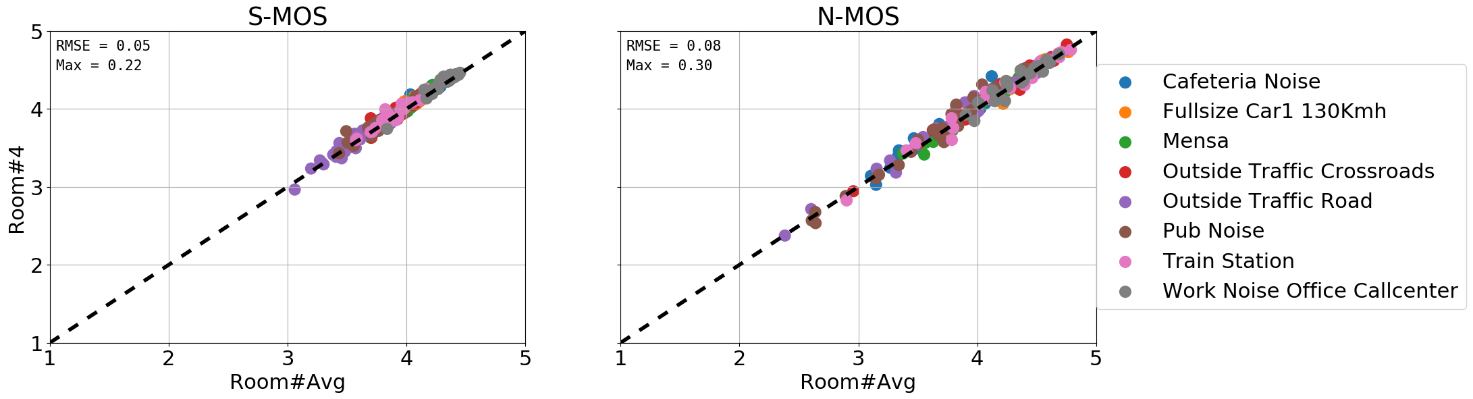 S-MOS
N-MOS
RMSE = 0.05
Max = 0.22
RMSE = 0.08
Max = 0.30
5
4
3
2
1
Room#4
1 2 3 4 5
Room#Avg
1 2 3 4 5
Room#Avg
Cafeteria Noise
Fullsize Car1 130Kmh
Mensa
Outside Traffic Crossroads
Outside Traffic Road
Pub Noise
Train Station
Work Noise Office Callcenter